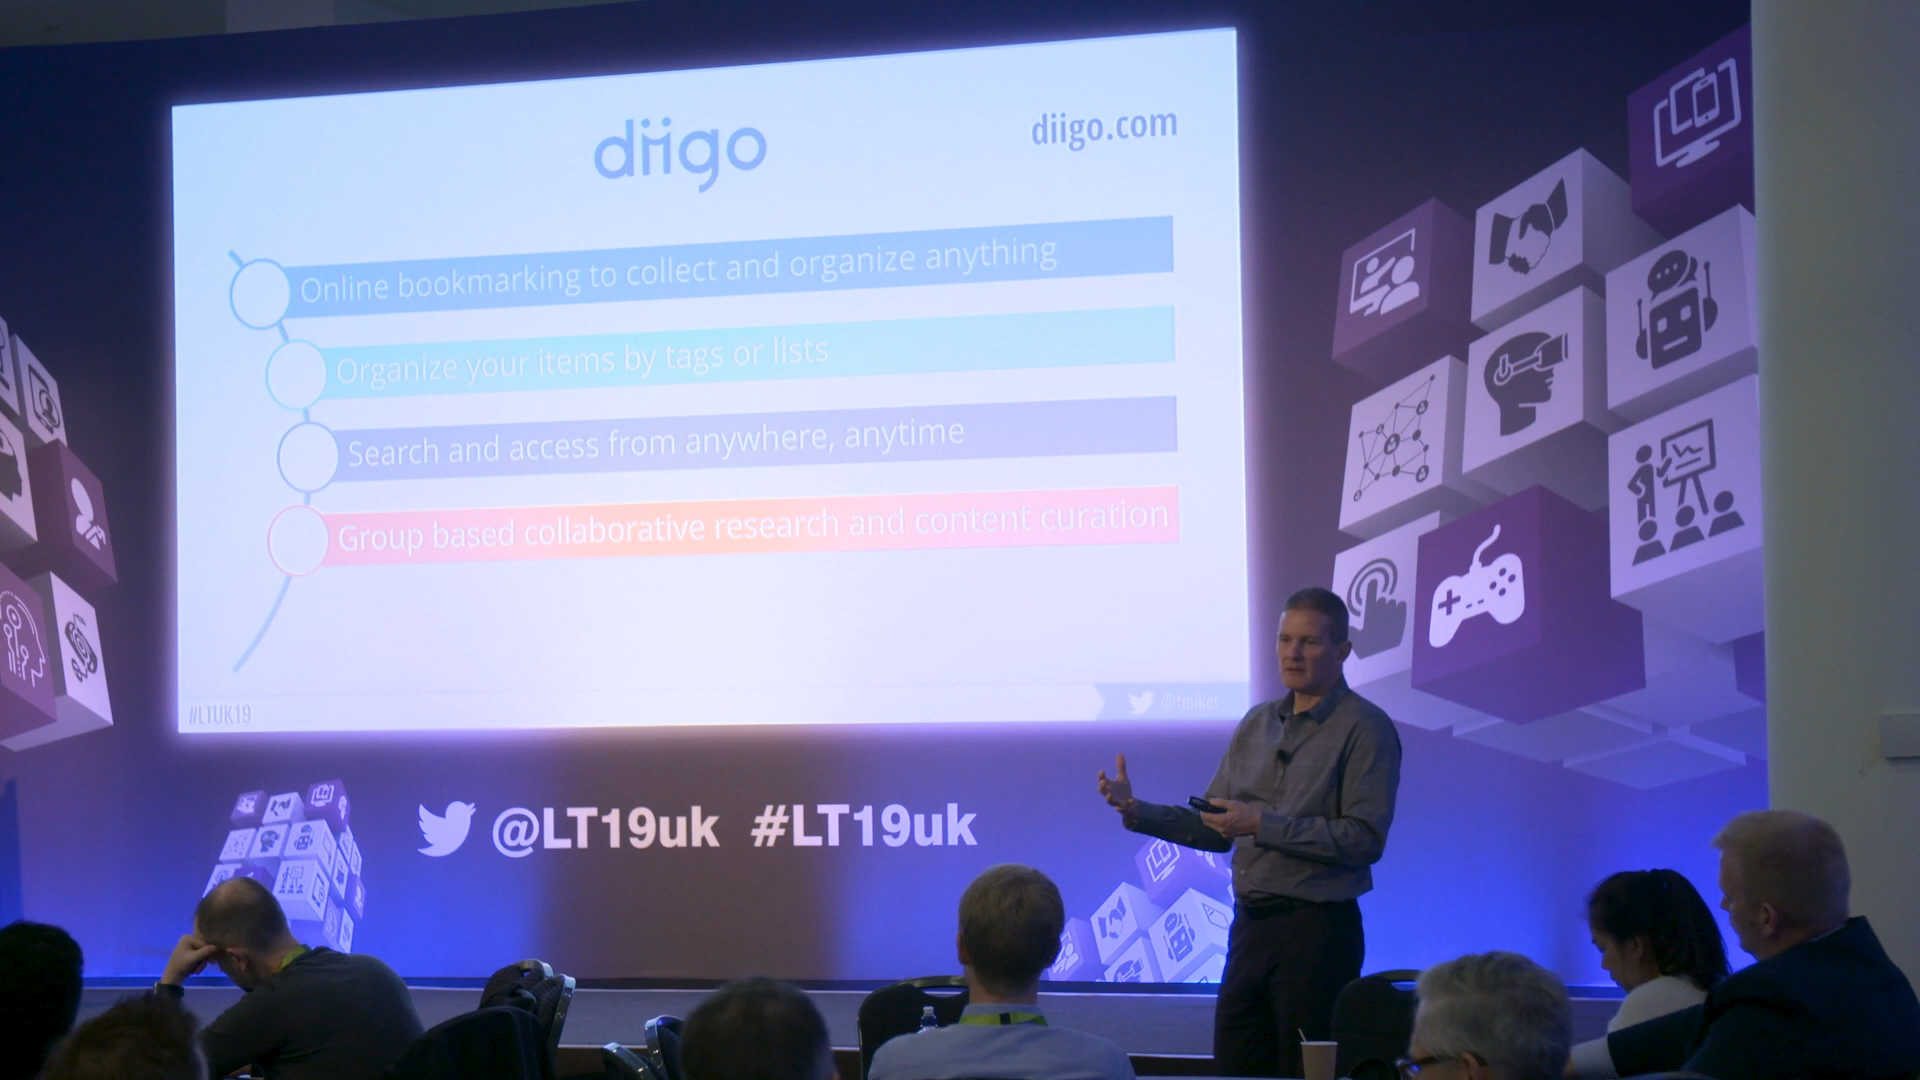 diigo
diigo.com
Online bookmarking to collect and organize anything
Organize your items by tags or lists
Search and access from anywhere, anytime
Group based collaborative research and content curation
#LTUK19
@tmiket
@LT19uk #LT19uk